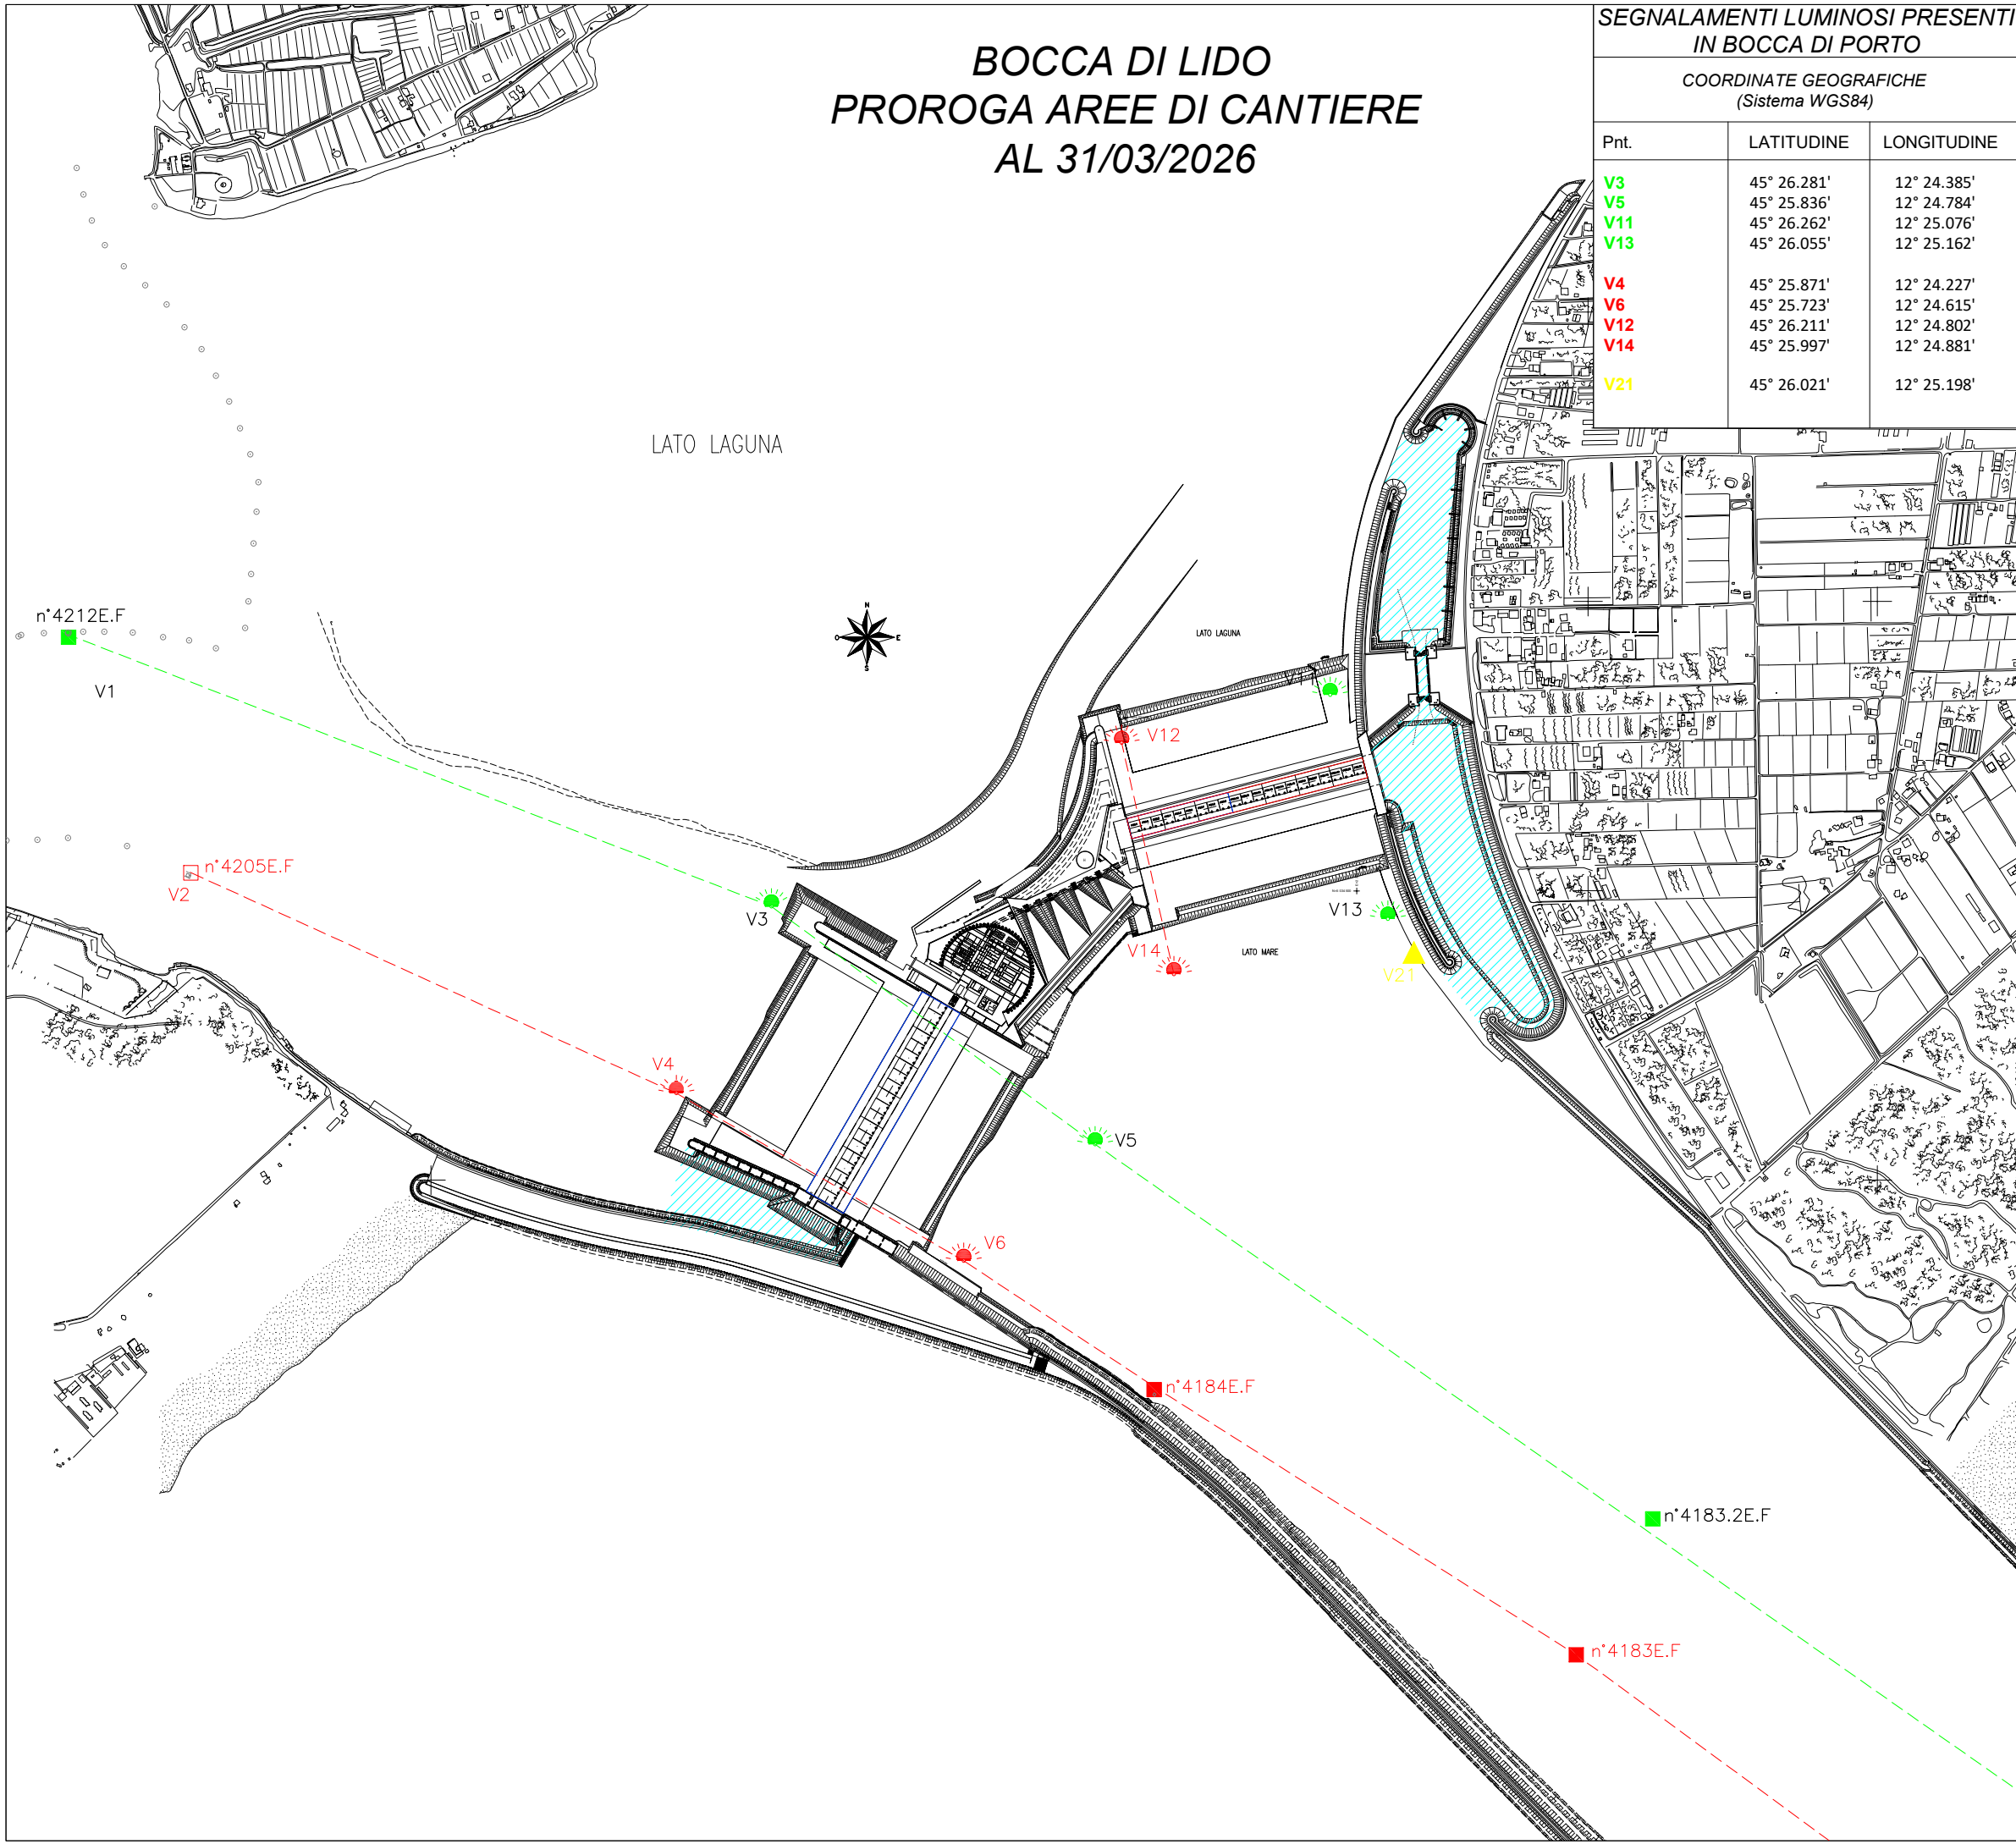 BOCCA DI LIDO
PROROGA AREE DI CANTIERE
AL 31/03/2026
SEGNALAMENTI LUMINOSI PRESENTI
IN BOCCA DI PORTO
COORDINATE GEOGRAFICHE
(Sistema WGS84)
Pnt. LATITUDINE LONGITUDINE
V3 45° 26.281' 12° 24.385'
V5 45° 25.836' 12° 24.784'
V11 45° 26.262' 12° 25.076'
V13 45° 26.055' 12° 25.162'
V4 45° 25.871' 12° 24.227'
V6 45° 25.723' 12° 24.615'
V12 45° 26.211' 12° 24.802'
V14 45° 25.997' 12° 24.881'
V21 45° 26.021' 12° 25.198'
LATO LAGUNA
n°4212E.F
V1
N
O E
S
LATO LAGUNA
V12
n°4205E.F
V2
V3
V13
V14
LATO MARE
V21
V4
V5
V6
n°4184E.F
n°4183.2E.F
n°4183E.F